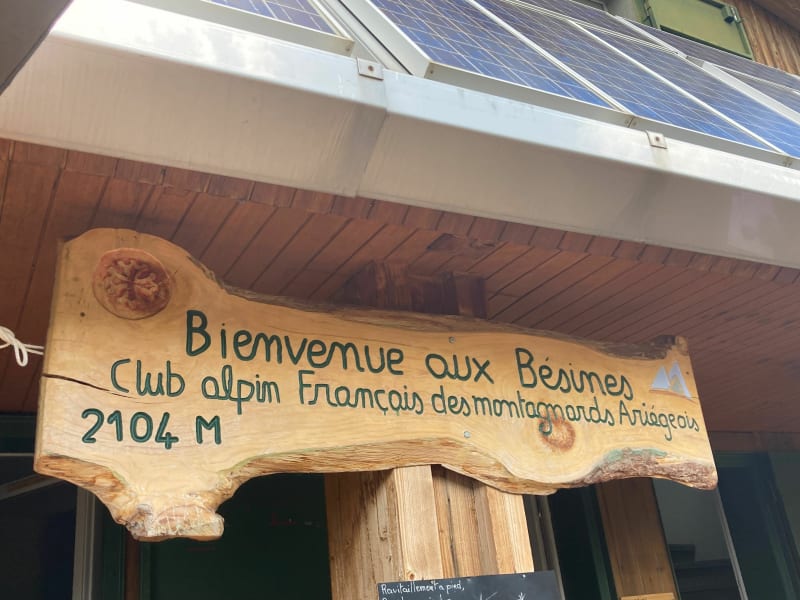 Bienvenue aux Bésines
Club alpin Français des montagnards Ariégeois
2104 M
Ravitaillement à pied,